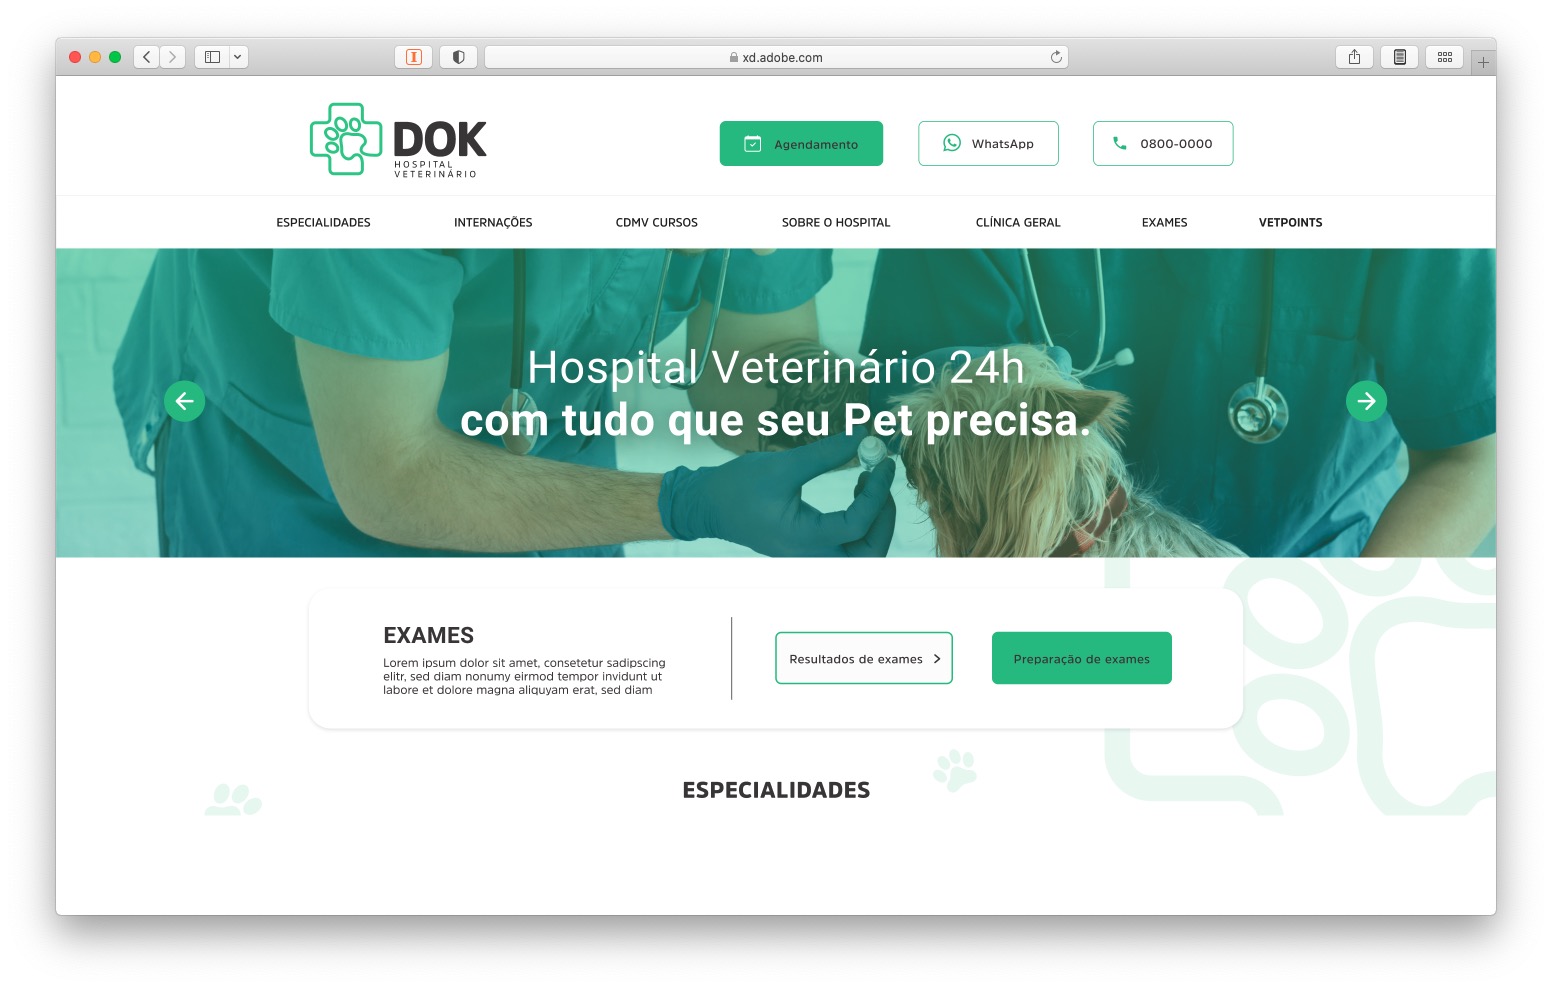 xd.adobe.com
DOK
HOSPITAL
VETERINÁRIO
Agendamento
WhatsApp
0800-0000
ESPECIALIDADES
INTERNAÇÕES
CDMV CURSOS
SOBRE O HOSPITAL
CLÍNICA GERAL
EXAMES
VETPOINTS
Hospital Veterinário 24h
com tudo que seu Pet precisa.
EXAMES
Lorem ipsum dolor sit amet, consetetur sadipscing
elitr, sed diam nonumy eirmod tempor invidunt ut
labore et dolore magna aliquyam erat, sed diam
Resultados de exames
Preparação de exames
ESPECIALIDADES